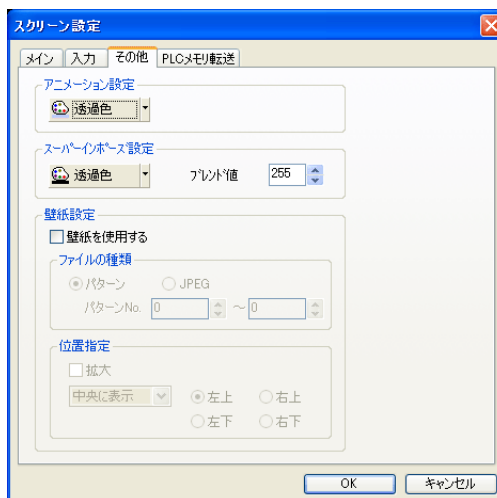 スクリーン設定
メイン 入力 その他 PLCメモリ転送
アニメーション設定
透過色
スーパーインポーズ設定
透過色 ブレンド値 255
壁紙設定
壁紙を使用する
ファイルの種類
パターン JPEG
パターンNo. 0 ～ 0
位置指定
拡大
中央に表示 左上 右上
左下 右下
OK キャンセル